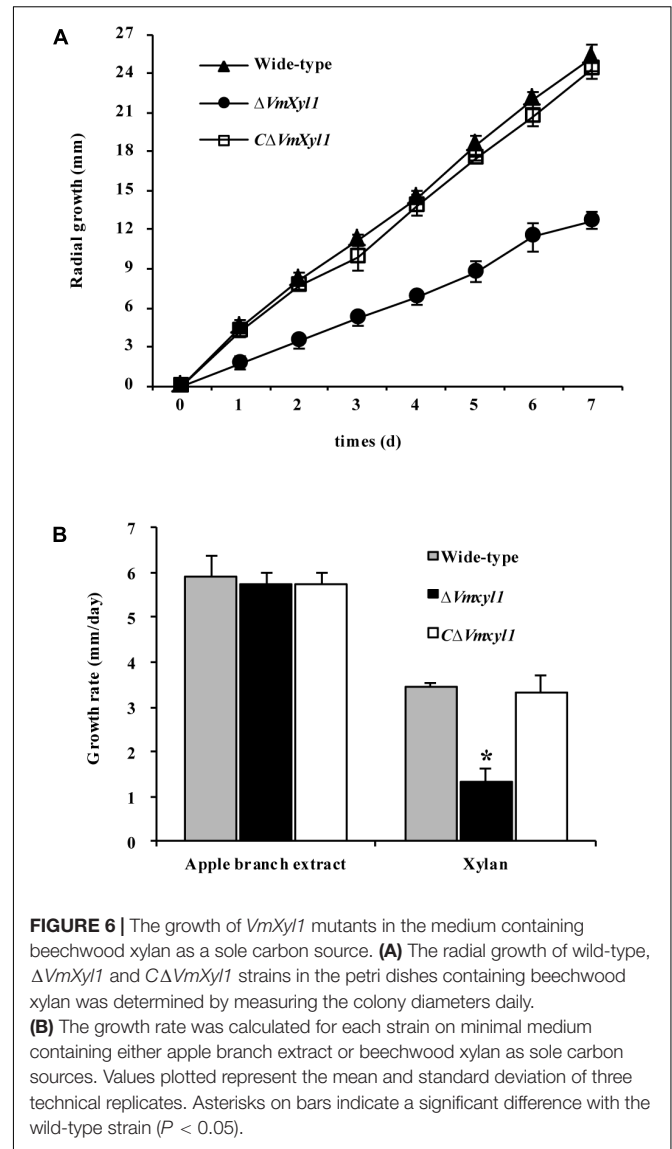 A
27
24
21
18
15
12
9
6
3
0
Radial growth (mm)
Wide-type
ΔVmXyl1
CΔVmXyl1
0 1 2 3 4 5 6 7
times (d)
B
7
6
5
4
3
2
1
0
Growth rate (mm/day)
Wide-type
ΔVmxyl1
CΔVmxyl1
*
Apple branch extract Xylan
FIGURE 6 | The growth of VmXyl1 mutants in the medium containing
beechwood xylan as a sole carbon source. (A) The radial growth of wild-type,
ΔVmXyl1 and CΔVmXyl1 strains in the petri dishes containing beechwood
xylan was determined by measuring the colony diameters daily.
(B) The growth rate was calculated for each strain on minimal medium
containing either apple branch extract or beechwood xylan as sole carbon
sources. Values plotted represent the mean and standard deviation of three
technical replicates. Asterisks on bars indicate a significant difference with the
wild-type strain (P < 0.05).